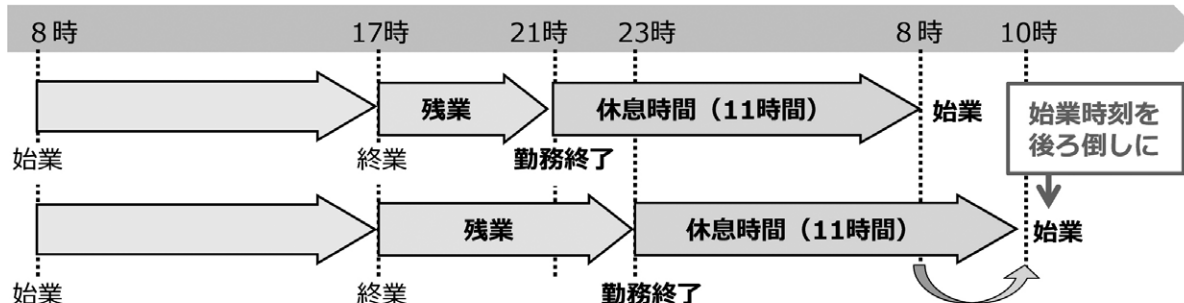 8時 17時 21時 23時 8時 10時
残業 休息時間（11時間） 始業
始業時刻を
後ろ倒しに
始業 終業 勤務終了
残業 休息時間（11時間） 始業
始業 終業 勤務終了